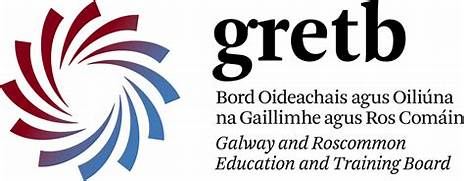 gretb
Bord Oideachais agus Oiliúna
na Gaillimhe agus Ros Comáin
Galway and Roscommon
Education and Training Board